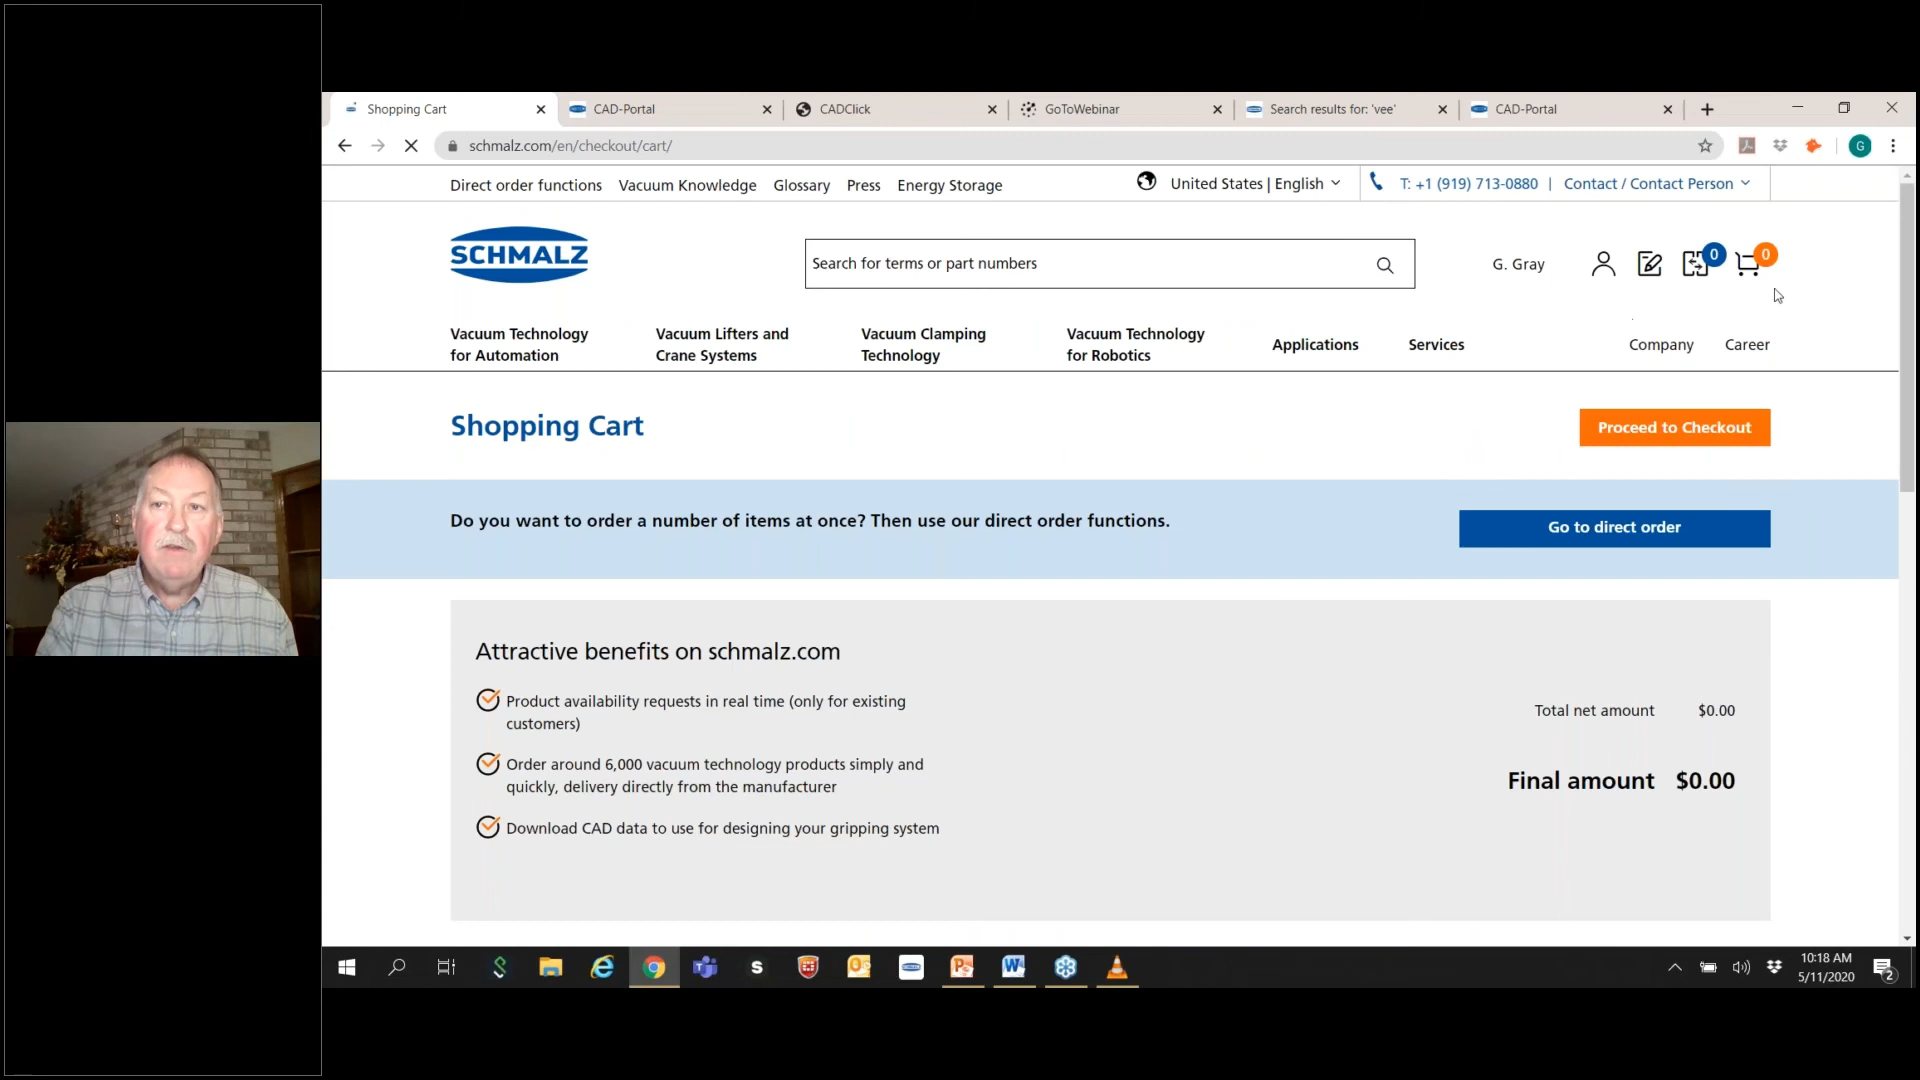 Shopping Cart
CAD-Portal
CADClick
GoToWebinar
Search results for: 'vee'
CAD-Portal
schmalz.com/en/checkout/cart/
G
Direct order functions Vacuum Knowledge Glossary Press Energy Storage
United States | English
T: +1 (919) 713-0880 | Contact / Contact Person
SCHMALZ
Search for terms or part numbers
G. Gray
0
0
Vacuum Technology
for Automation
Vacuum Lifters and
Crane Systems
Vacuum Clamping
Technology
Vacuum Technology
for Robotics
Applications
Services
Company
Career
Shopping Cart
Proceed to Checkout
Do you want to order a number of items at once? Then use our direct order functions.
Go to direct order
Attractive benefits on schmalz.com
Product availability requests in real time (only for existing
customers)
Order around 6,000 vacuum technology products simply and
quickly, delivery directly from the manufacturer
Download CAD data to use for designing your gripping system
Total net amount $0.00
Final amount $0.00
10:18 AM
5/11/2020
2